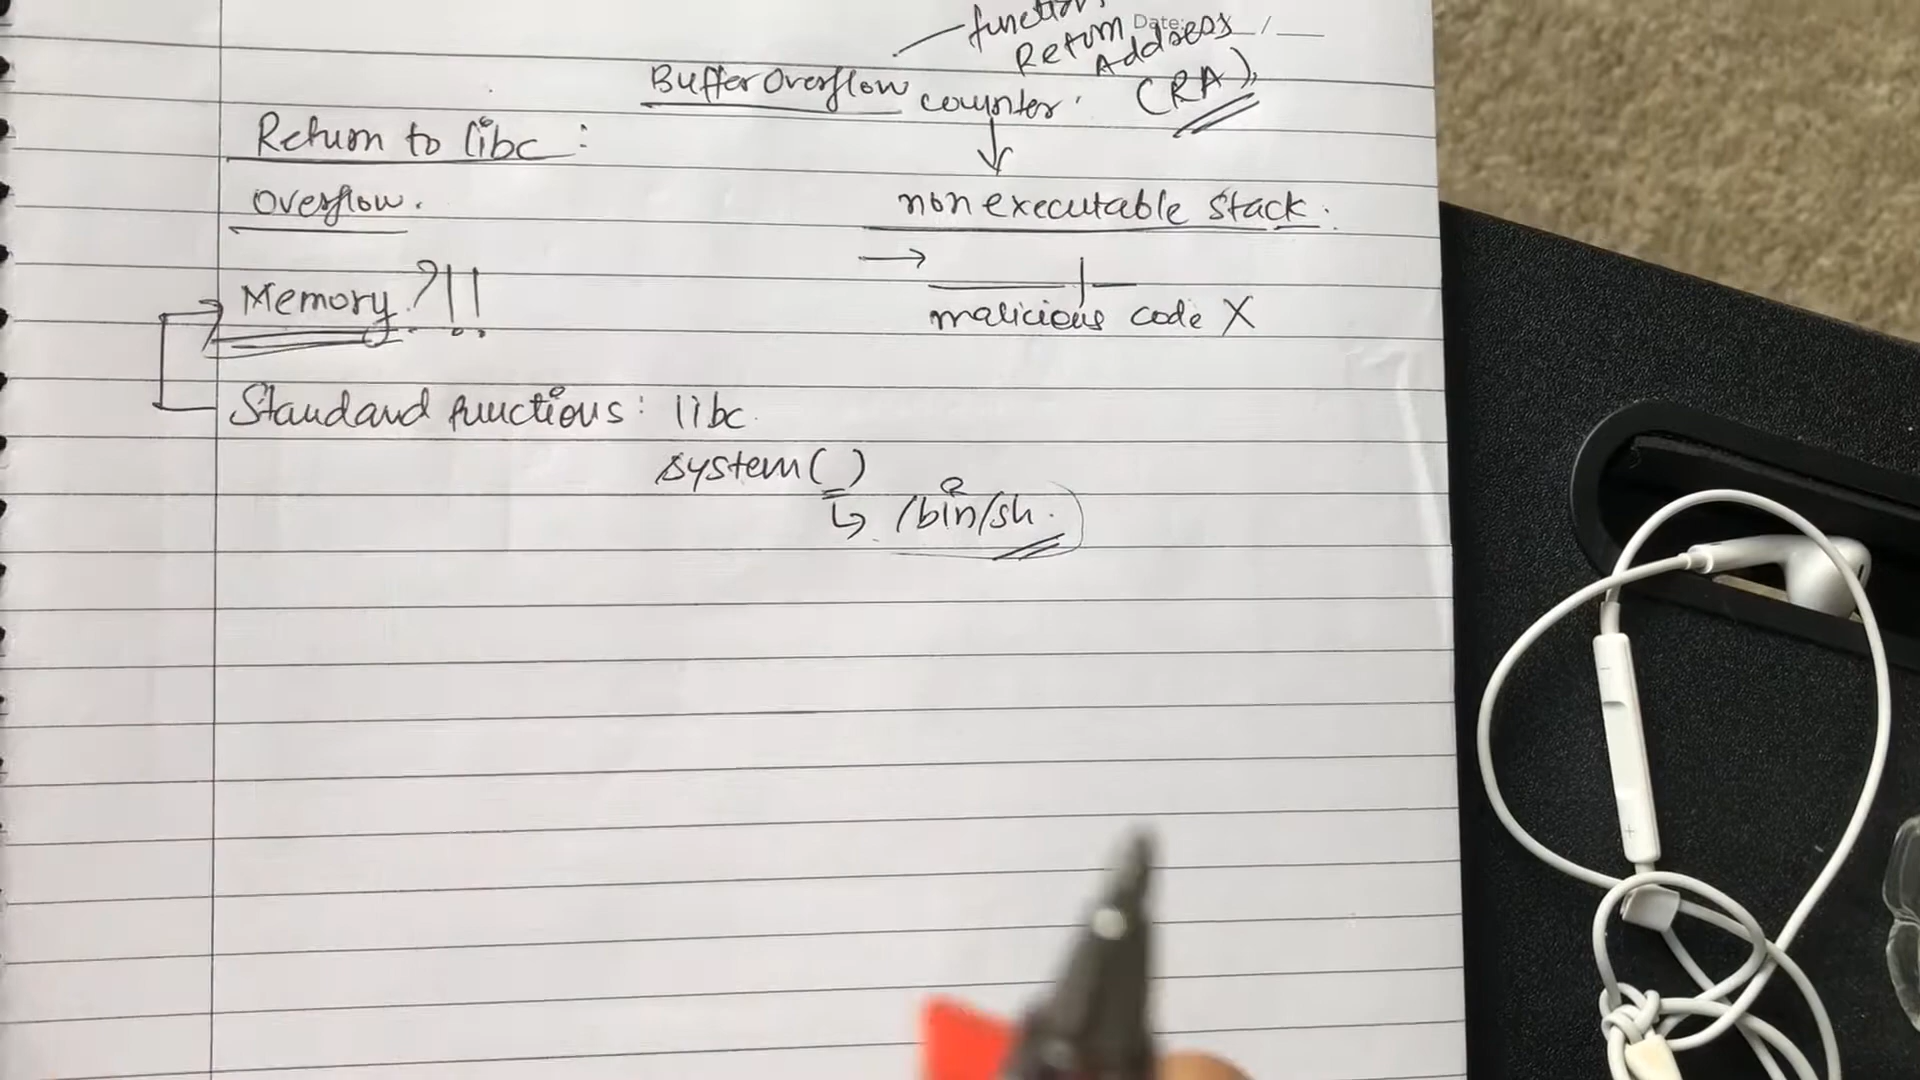 function
Return Date: / 
Address
(RA),
Buffer Overflow counter.
Return to libc :
overflow.
non executable stack.
Memory ?!!
malicious code X
Standard functions: libc.
system( )
/bin/sh.